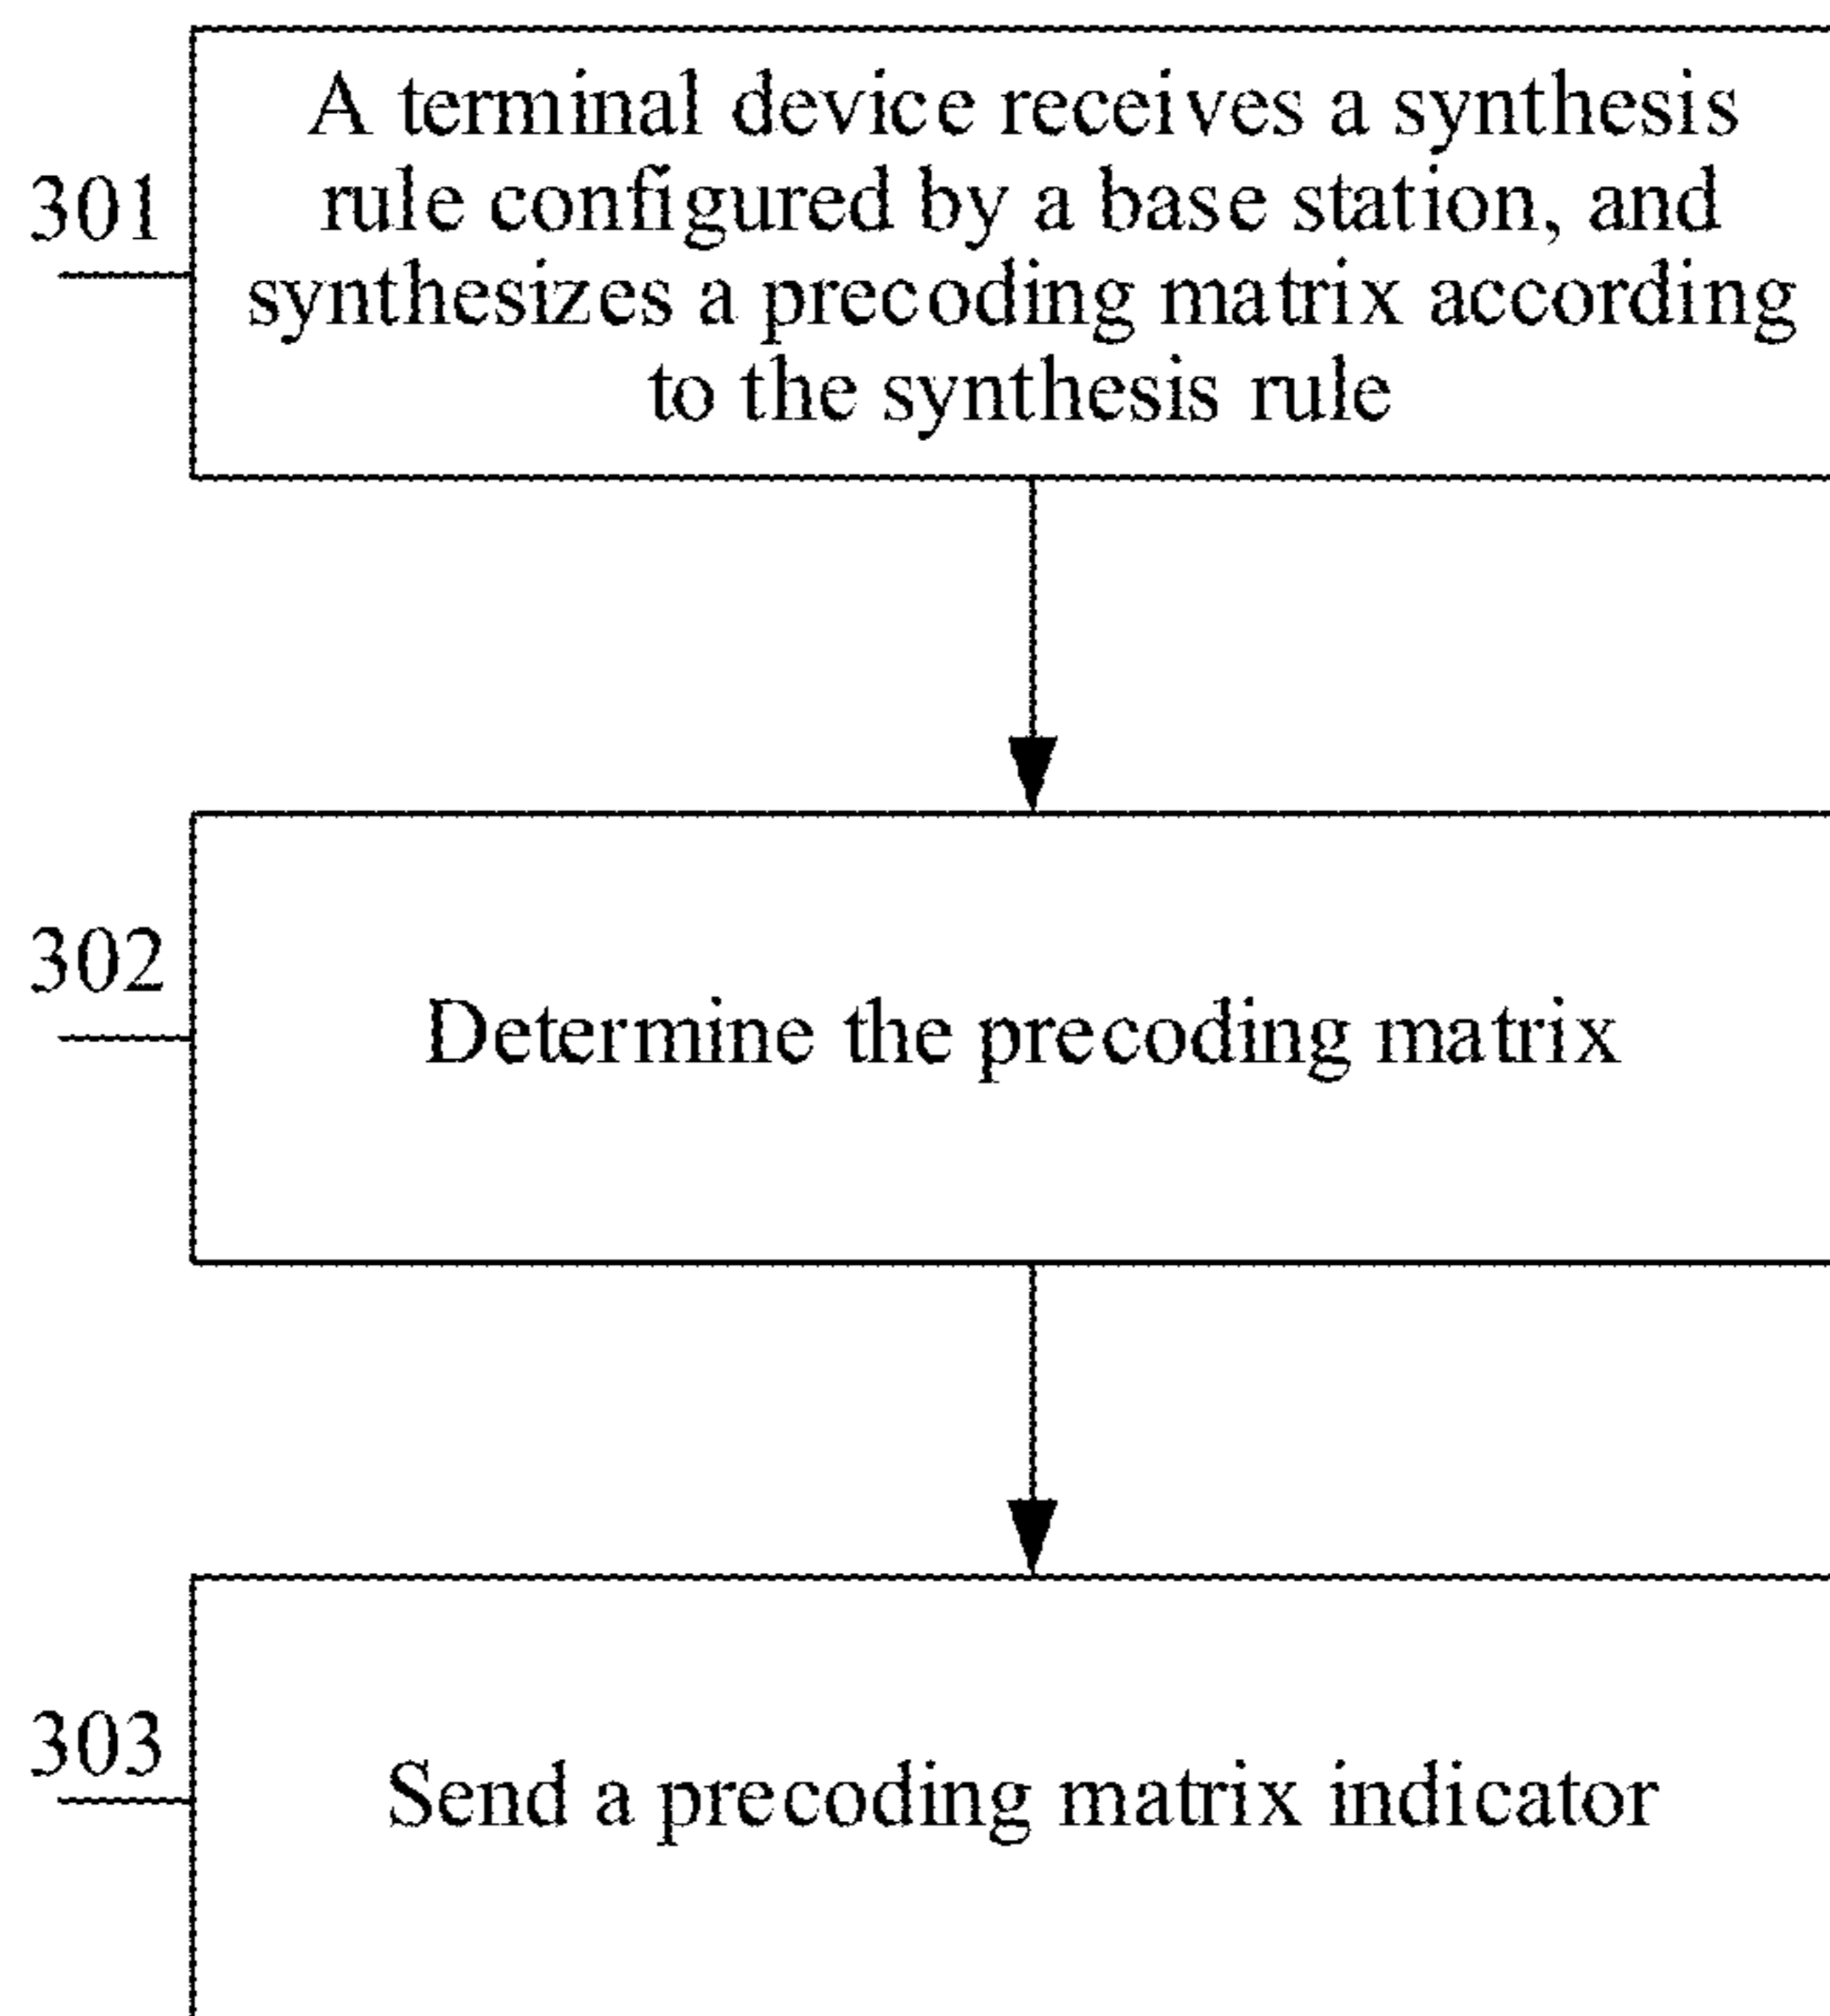 A terminal device receives a synthesis
301
rule configured by a base station, and
synthesizes a precoding matrix according
to the synthesis rule
302
Determine the precoding matrix
303
Send a precoding matrix indicator